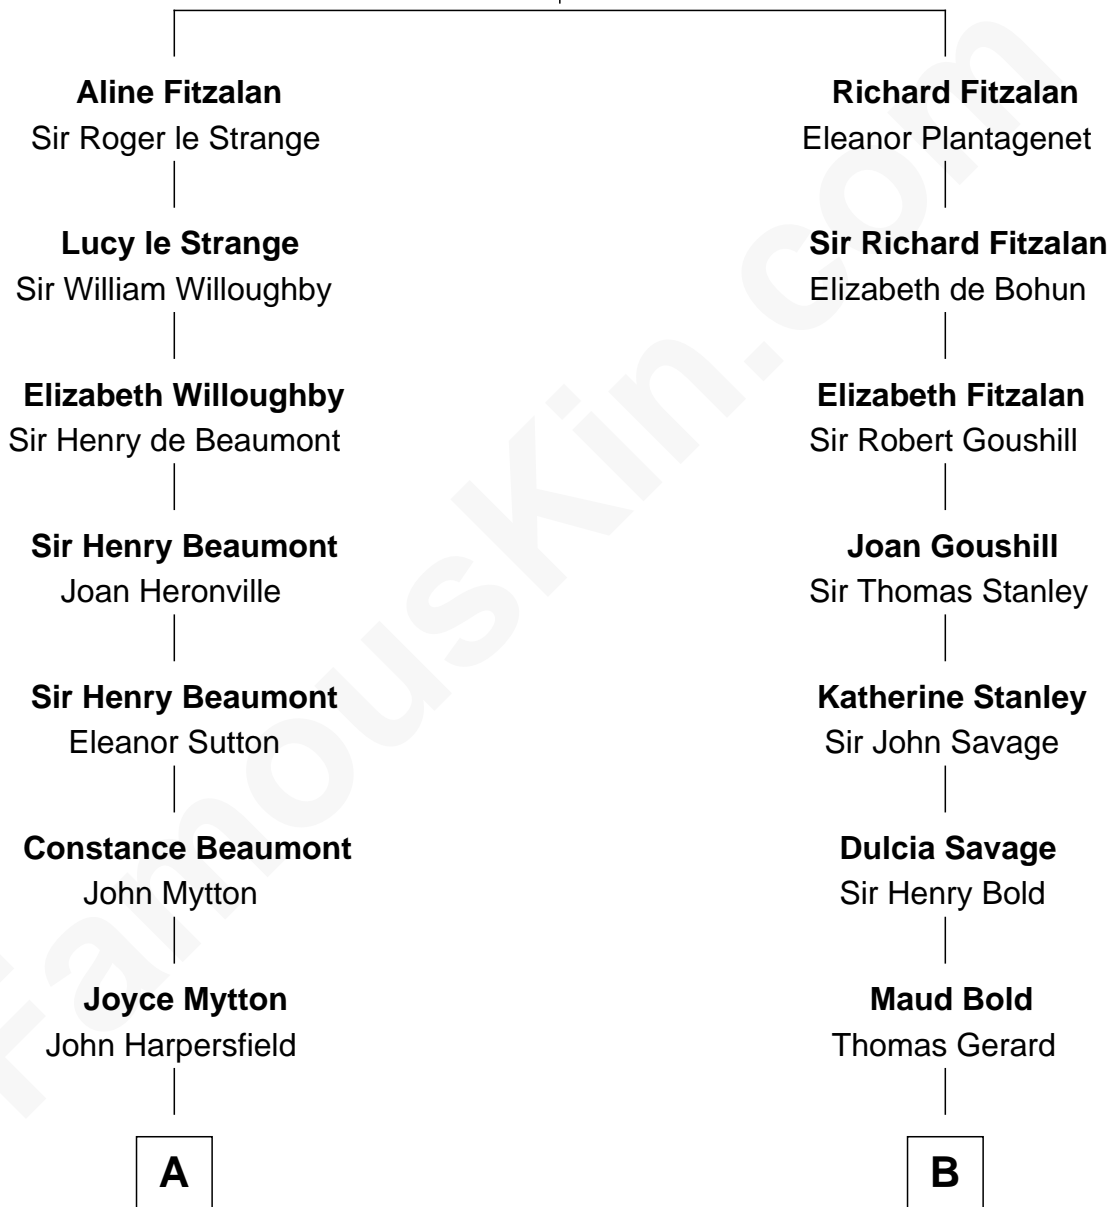 Aline Fitzalan
Sir Roger le Strange
Richard Fitzalan
Eleanor Plantagenet
Lucy le Strange
Sir William Willoughby
Sir Richard Fitzalan
Elizabeth de Bohun
Elizabeth Willoughby
Sir Henry de Beaumont
Elizabeth Fitzalan
Sir Robert Goushill
Sir Henry Beaumont
Joan Heronville
Joan Goushill
Sir Thomas Stanley
Sir Henry Beaumont
Eleanor Sutton
Katherine Stanley
Sir John Savage
Constance Beaumont
John Mytton
Dulcia Savage
Sir Henry Bold
Joyce Mytton
John Harpersfield
Maud Bold
Thomas Gerard
A
B
FamousKin.com